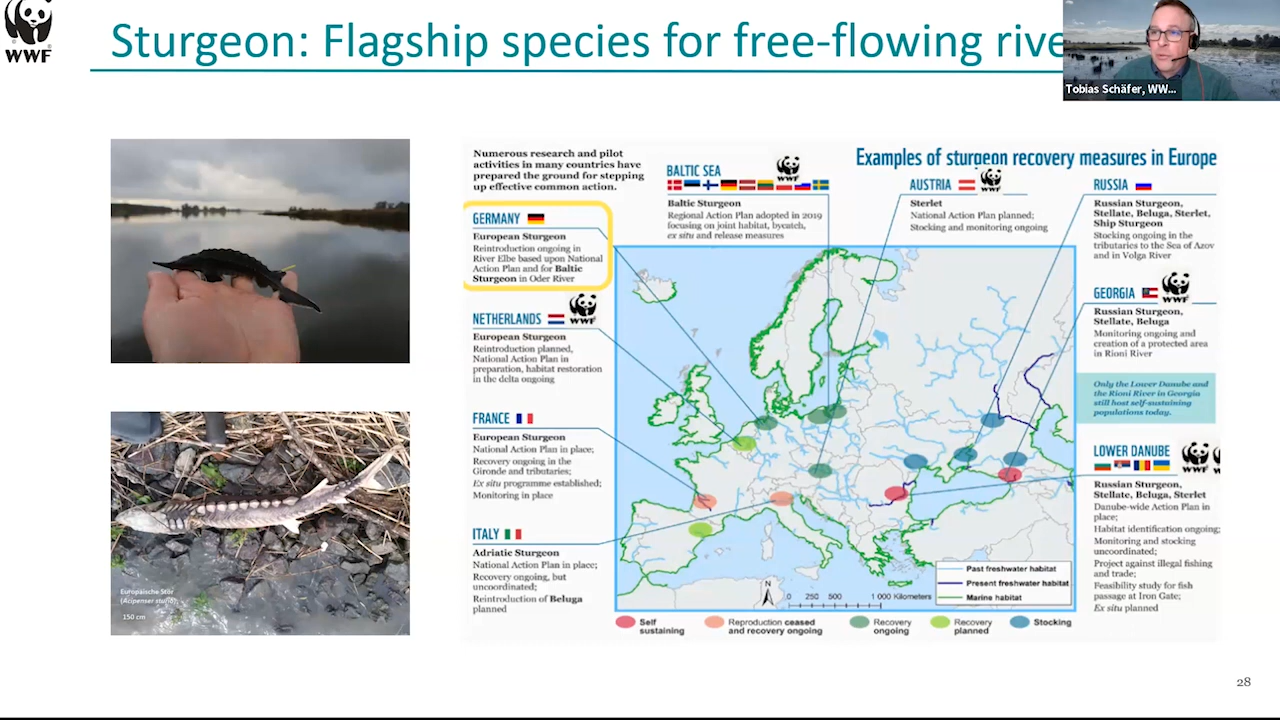 WWF
Sturgeon: Flagship species for free-flowing rive
Tobias Schäfer, WW...
Numerous research and pilot
activities in many countries have
prepared the ground for stepping
up effective common action.
Examples of sturgeon recovery measures in Europe
GERMANY
European Sturgeon
Reintroduction ongoing in
River Elbe based upon National
Action Plan and for Baltic
Sturgeon in Oder River
BALTIC SEA
WWF
Baltic Sturgeon
Regional Action Plan adopted in 2019
focusing on joint habitat, bycatch,
ex situ and release measures
AUSTRIA
WWF
Sterlet
National Action Plan planned;
Stocking and monitoring ongoing
RUSSIA
Russian Sturgeon,
Stellate, Beluga, Sterlet,
Ship Sturgeon
Stocking ongoing in the
tributaries to the Sea of Azov
and in Volga River
NETHERLANDS
WWF
European Sturgeon
Reintroduction planned,
National Action Plan in
preparation, habitat restoration
in the delta ongoing
GEORGIA
WWF
Russian Sturgeon,
Stellate, Beluga
Monitoring ongoing and
creation of a protected area
in Rioni River
Only the Lower Danube and
the Rioni River in Georgia
still host self-sustaining
populations today.
FRANCE
European Sturgeon
National Action Plan in place;
Recovery ongoing in the
Gironde and tributaries;
Ex situ programme established;
Monitoring in place
LOWER DANUBE
WWF
Russian Sturgeon,
Stellate, Beluga, Sterlet
Danube-wide Action Plan in
place;
Habitat identification ongoing;
Monitoring and stocking
uncoordinated;
Project against illegal fishing
and trade;
Feasibility study for fish
passage at Iron Gate;
Ex situ planned
ITALY
Adriatic Sturgeon
National Action Plan in place;
Recovery ongoing, but
uncoordinated;
Reintroduction of Beluga
planned
Past freshwater habitat
Present freshwater habitat
Marine habitat
N
0 250 500 1 000 Kilometers
Self
sustaining
Reproduction ceased
and recovery ongoing
Recovery
ongoing
Recovery
planned
Stocking
Europäische Stör
(Acipenser sturio),
150 cm
28